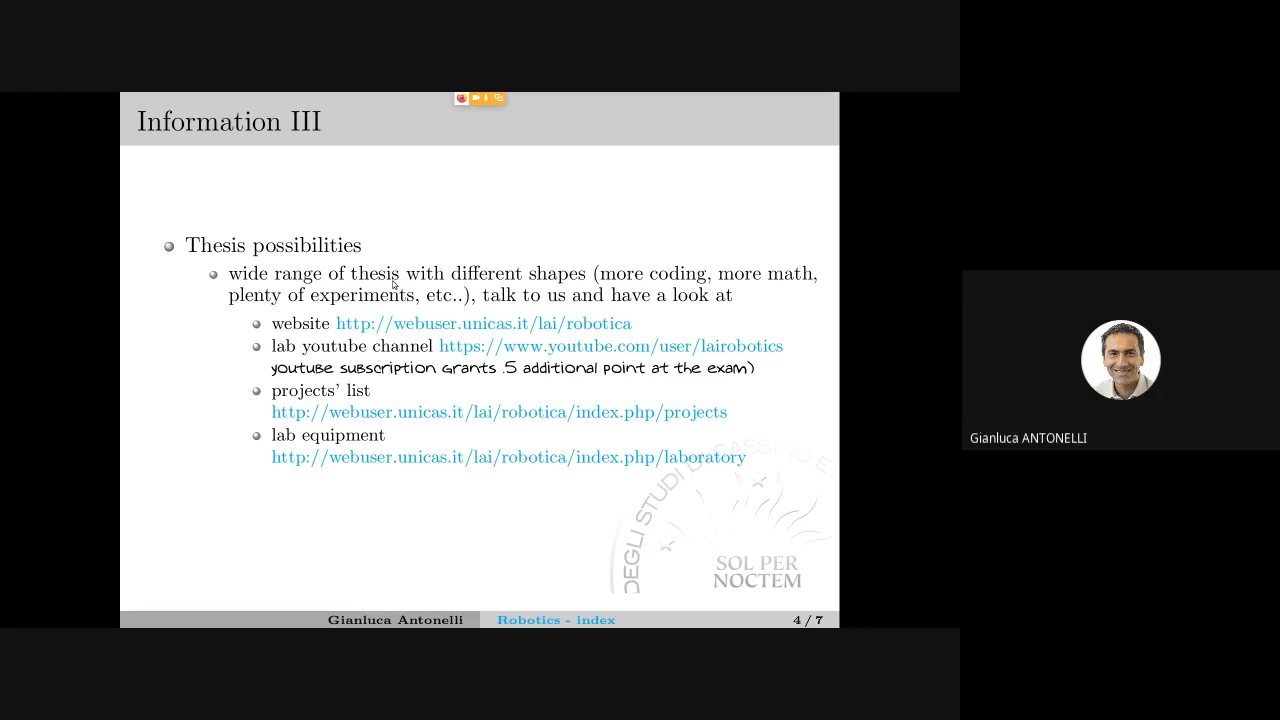 Information III
Thesis possibilities
wide range of thesis with different shapes (more coding, more math,
plenty of experiments, etc..), talk to us and have a look at
website http://webuser.unicas.it/lai/robotica
lab youtube channel https://www.youtube.com/user/lairobotics
youtube subscription grants .5 additional point at the exam)
projects' list
http://webuser.unicas.it/lai/robotica/index.php/projects
lab equipment
http://webuser.unicas.it/lai/robotica/index.php/laboratory
DEGLI STUDI DI CASSINO E
SOL PER
NOCTEM
Gianluca Antonelli Robotics - index 4 / 7
Gianluca ANTONELLI